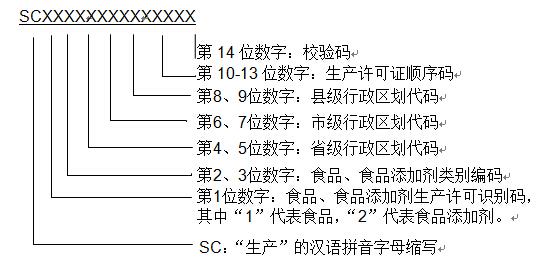 SCXXXXXXXXXXXXXX
第 14 位数字：校验码
第 10-13 位数字：生产许可证顺序码
第8、9位数字：县级行政区划代码
第6、7位数字：市级行政区划代码
第4、5位数字：省级行政区划代码
第2、3位数字：食品、食品添加剂类别编码
第1位数字：食品、食品添加剂生产许可识别码，
其中“1”代表食品，“2”代表食品添加剂。
SC：“生产”的汉语拼音字母缩写